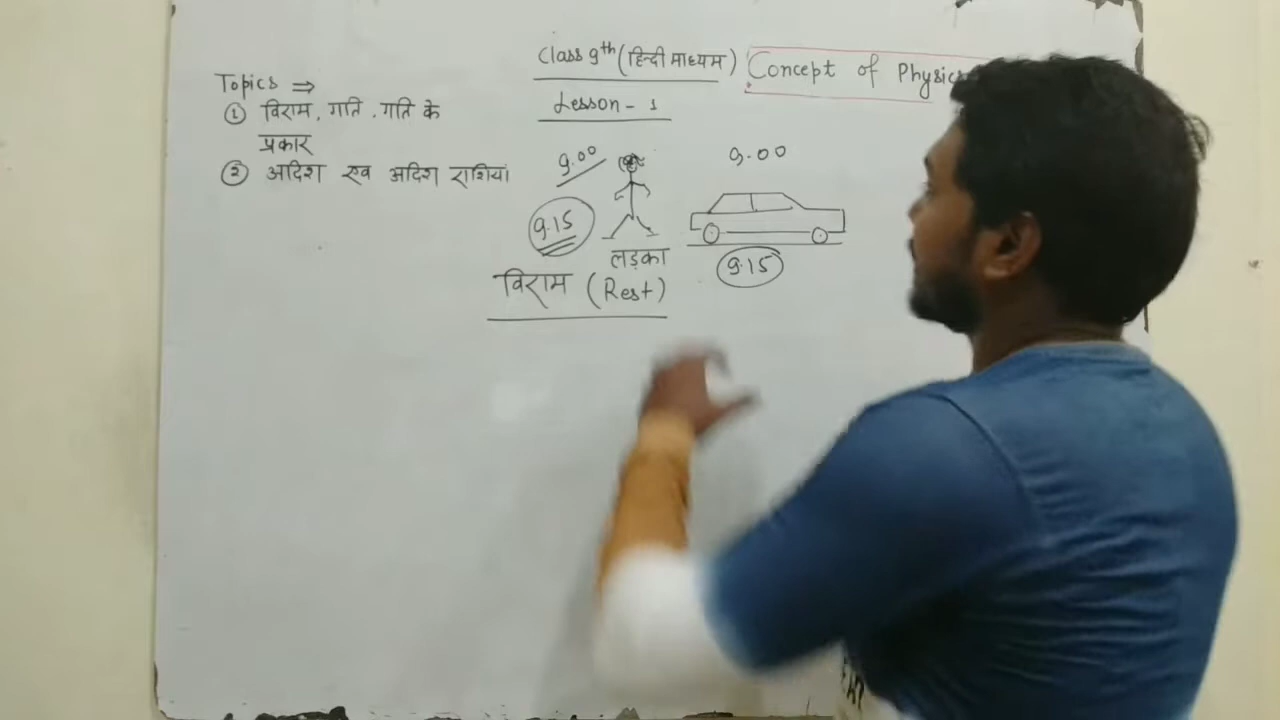 Class 9th (हिन्दी माध्यम) Concept of Physics
Topics ⇒
Lesson - 1
① विराम, गति, गति के
प्रकार
② आदिश एव अदिश राशियां
9.00
9.00
9.15
लड़का
9.15
विराम (Rest)